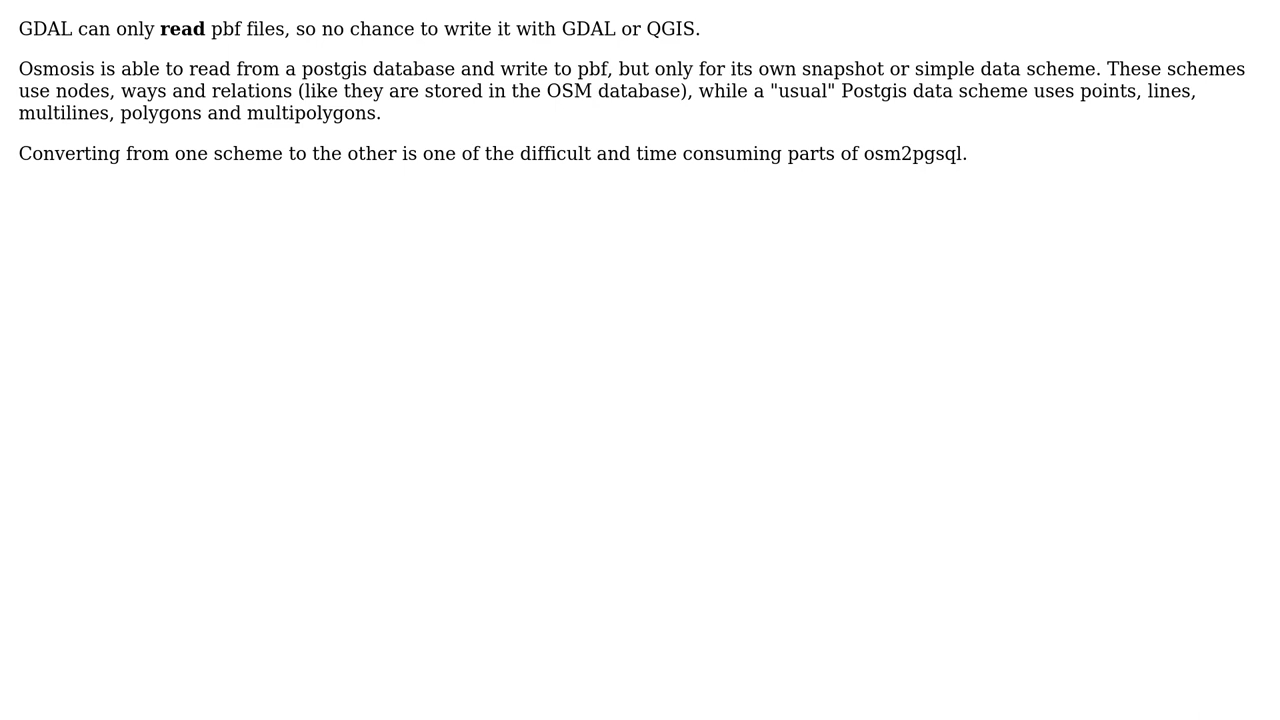 GDAL can only read pbf files, so no chance to write it with GDAL or QGIS.
Osmosis is able to read from a postgis database and write to pbf, but only for its own snapshot or simple data scheme. These schemes
use nodes, ways and relations (like they are stored in the OSM database), while a "usual" Postgis data scheme uses points, lines,
multilines, polygons and multipolygons.
Converting from one scheme to the other is one of the difficult and time consuming parts of osm2pgsql.